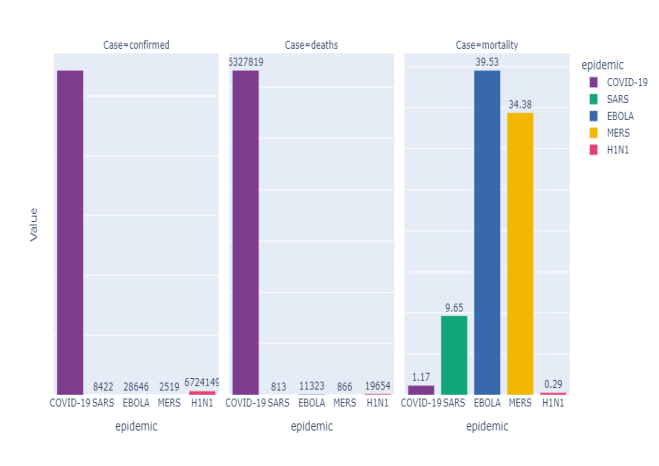 Case=confirmed
Case=deaths
Case=mortality
epidemic
COVID-19
SARS
EBOLA
MERS
H1N1
Value
8422 28646 2519 6724149
5327819
813 11323 866 19654
1.17 9.65 39.53 34.38 0.29
COVID-19 SARS EBOLA MERS H1N1
COVID-19 SARS EBOLA MERS H1N1
COVID-19 SARS EBOLA MERS H1N1
epidemic
epidemic
epidemic